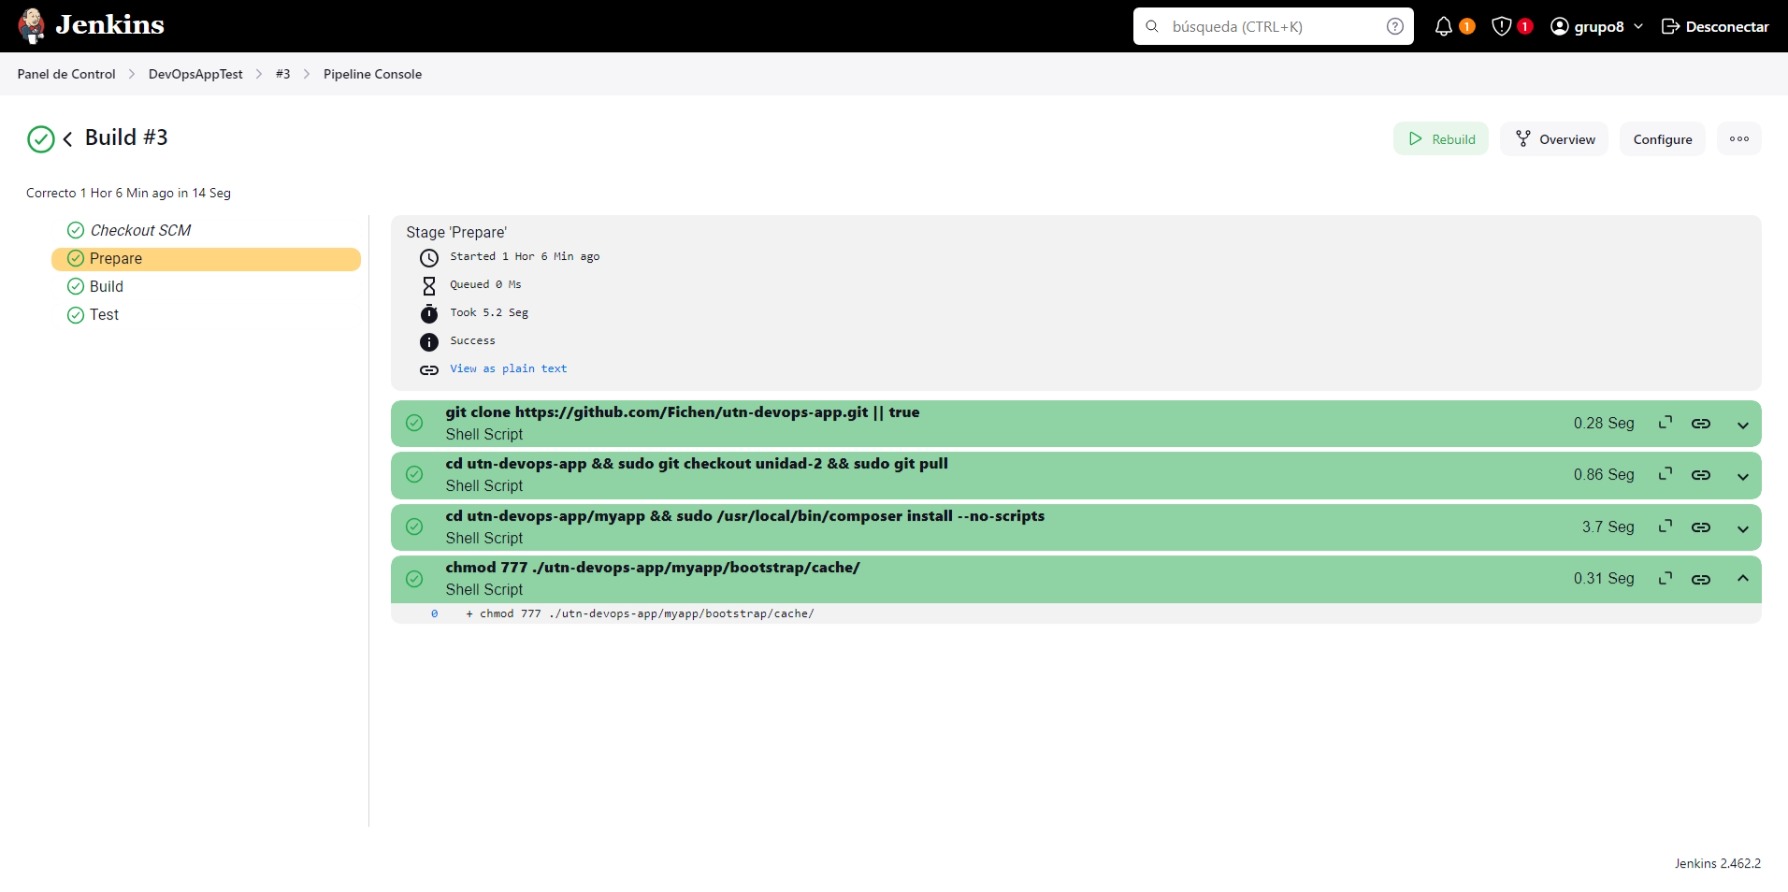 Jenkins
búsqueda (CTRL+K)
1
1
grupo8
Desconectar
Panel de Control
DevOpsAppTest
#3
Pipeline Console
Build #3
Rebuild
Overview
Configure
Correcto 1 Hor 6 Min ago in 14 Seg
Checkout SCM
Prepare
Build
Test
Stage 'Prepare'
Started 1 Hor 6 Min ago
Queued 0 Ms
Took 5.2 Seg
Success
View as plain text
git clone https://github.com/Fichen/utn-devops-app.git || true
Shell Script
0.28 Seg
cd utn-devops-app && sudo git checkout unidad-2 && sudo git pull
Shell Script
0.86 Seg
cd utn-devops-app/myapp && sudo /usr/local/bin/composer install --no-scripts
Shell Script
3.7 Seg
chmod 777 ./utn-devops-app/myapp/bootstrap/cache/
Shell Script
0.31 Seg
0 + chmod 777 ./utn-devops-app/myapp/bootstrap/cache/
Jenkins 2.462.2